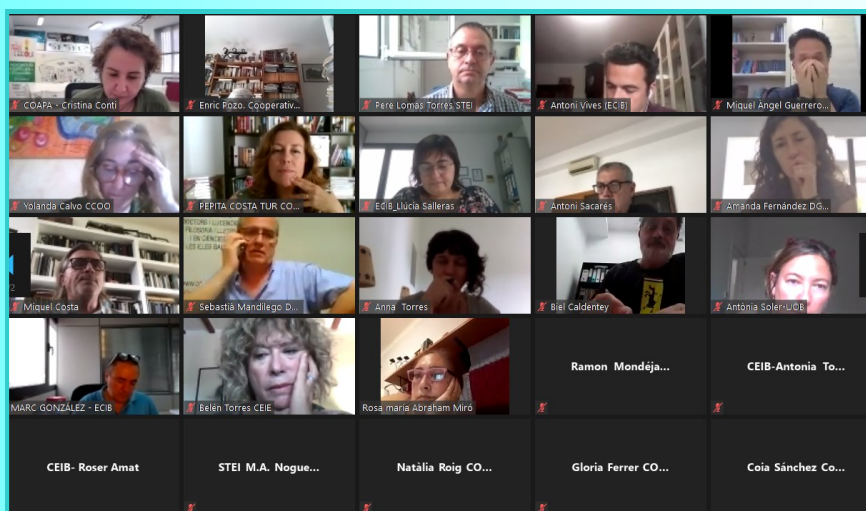 COAPA - Cristina Conti
Enric Pozo. Cooperativ...
Pere Lomas Torres STEI
Antoni Vives (ECIB)
Miquel Àngel Guerrero...
Yolanda Calvo CCOO
PEPITA COSTA TUR CO...
ECIB_Llúcia Salleras
Antoni Sacarés
Amanda Fernández DG...
Miquel Costa
Sebastià Mandilego D...
Anna Torres
Biel Caldentey
Antònia Soler-UOB
MARC GONZÁLEZ - ECIB
Belén Torres CEIE
Rosa maria Abraham Miró
Ramon Mondéja...
CEIB-Antonia To...
CEIB- Roser Amat
STEI M.A. Nogue...
Natàlia Roig CO...
Gloria Ferrer CO...
Coia Sánchez Co...